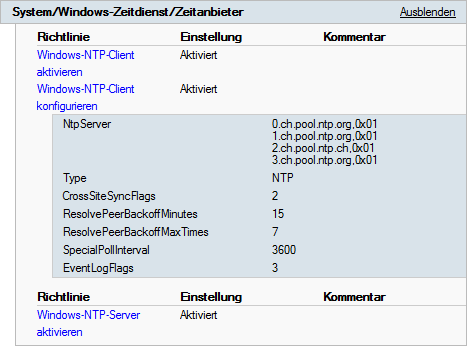 System/Windows-Zeitdienst/Zeitanbieter Ausblenden
Richtlinie Einstellung Kommentar
Windows-NTP-Client aktivieren Aktiviert
Windows-NTP-Client konfigurieren Aktiviert
NtpServer 0.ch.pool.ntp.org,0x01
1.ch.pool.ntp.org,0x01
2.ch.pool.ntp.ch,0x01
3.ch.pool.ntp.org,0x01
Type NTP
CrossSiteSyncFlags 2
ResolvePeerBackoffMinutes 15
ResolvePeerBackoffMaxTimes 7
SpecialPollInterval 3600
EventLogFlags 3
Richtlinie Einstellung Kommentar
Windows-NTP-Server aktivieren Aktiviert